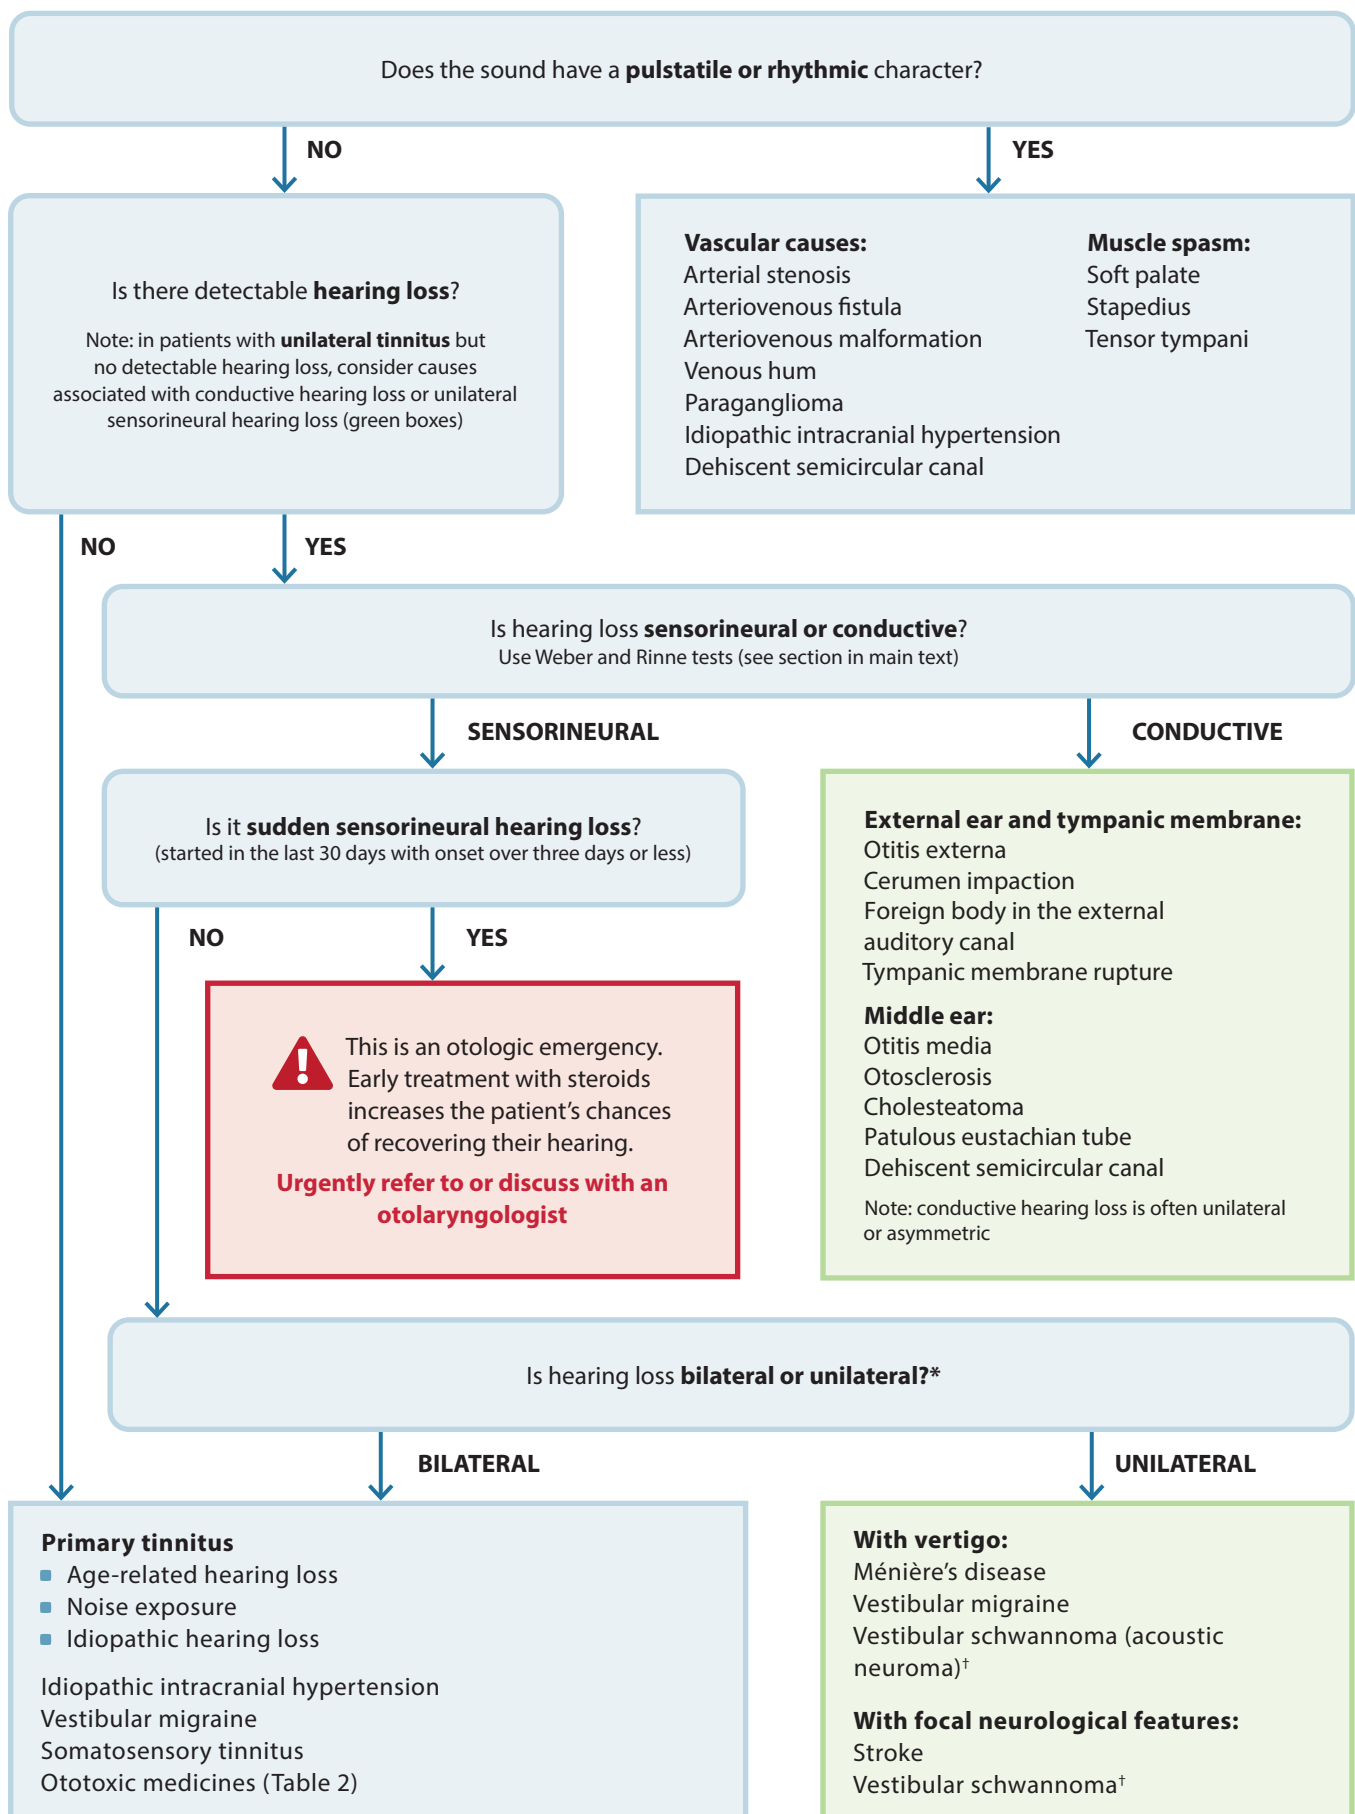 Does the sound have a pulstatile or rhythmic character?
NO
YES
Is there detectable hearing loss?
Note: in patients with unilateral tinnitus but
no detectable hearing loss, consider causes
associated with conductive hearing loss or unilateral
sensorineural hearing loss (green boxes)
Vascular causes:
Arterial stenosis
Arteriovenous fistula
Arteriovenous malformation
Venous hum
Paraganglioma
Idiopathic intracranial hypertension
Dehiscent semicircular canal
Muscle spasm:
Soft palate
Stapedius
Tensor tympani
NO
YES
Is hearing loss sensorineural or conductive?
Use Weber and Rinne tests (see section in main text)
SENSORINEURAL
CONDUCTIVE
Is it sudden sensorineural hearing loss?
(started in the last 30 days with onset over three days or less)
NO
YES
This is an otologic emergency.
Early treatment with steroids
increases the patient’s chances
of recovering their hearing.
Urgently refer to or discuss with an
otolaryngologist
External ear and tympanic membrane:
Otitis externa
Cerumen impaction
Foreign body in the external
auditory canal
Tympanic membrane rupture
Middle ear:
Otitis media
Otosclerosis
Cholesteatoma
Patulous eustachian tube
Dehiscent semicircular canal
Note: conductive hearing loss is often unilateral
or asymmetric
Is hearing loss bilateral or unilateral?*
BILATERAL
UNILATERAL
Primary tinnitus
Age-related hearing loss
Noise exposure
Idiopathic hearing loss
Idiopathic intracranial hypertension
Vestibular migraine
Somatosensory tinnitus
Ototoxic medicines (Table 2)
With vertigo:
Ménière’s disease
Vestibular migraine
Vestibular schwannoma (acoustic
neuroma)†
With focal neurological features:
Stroke
Vestibular schwannoma†